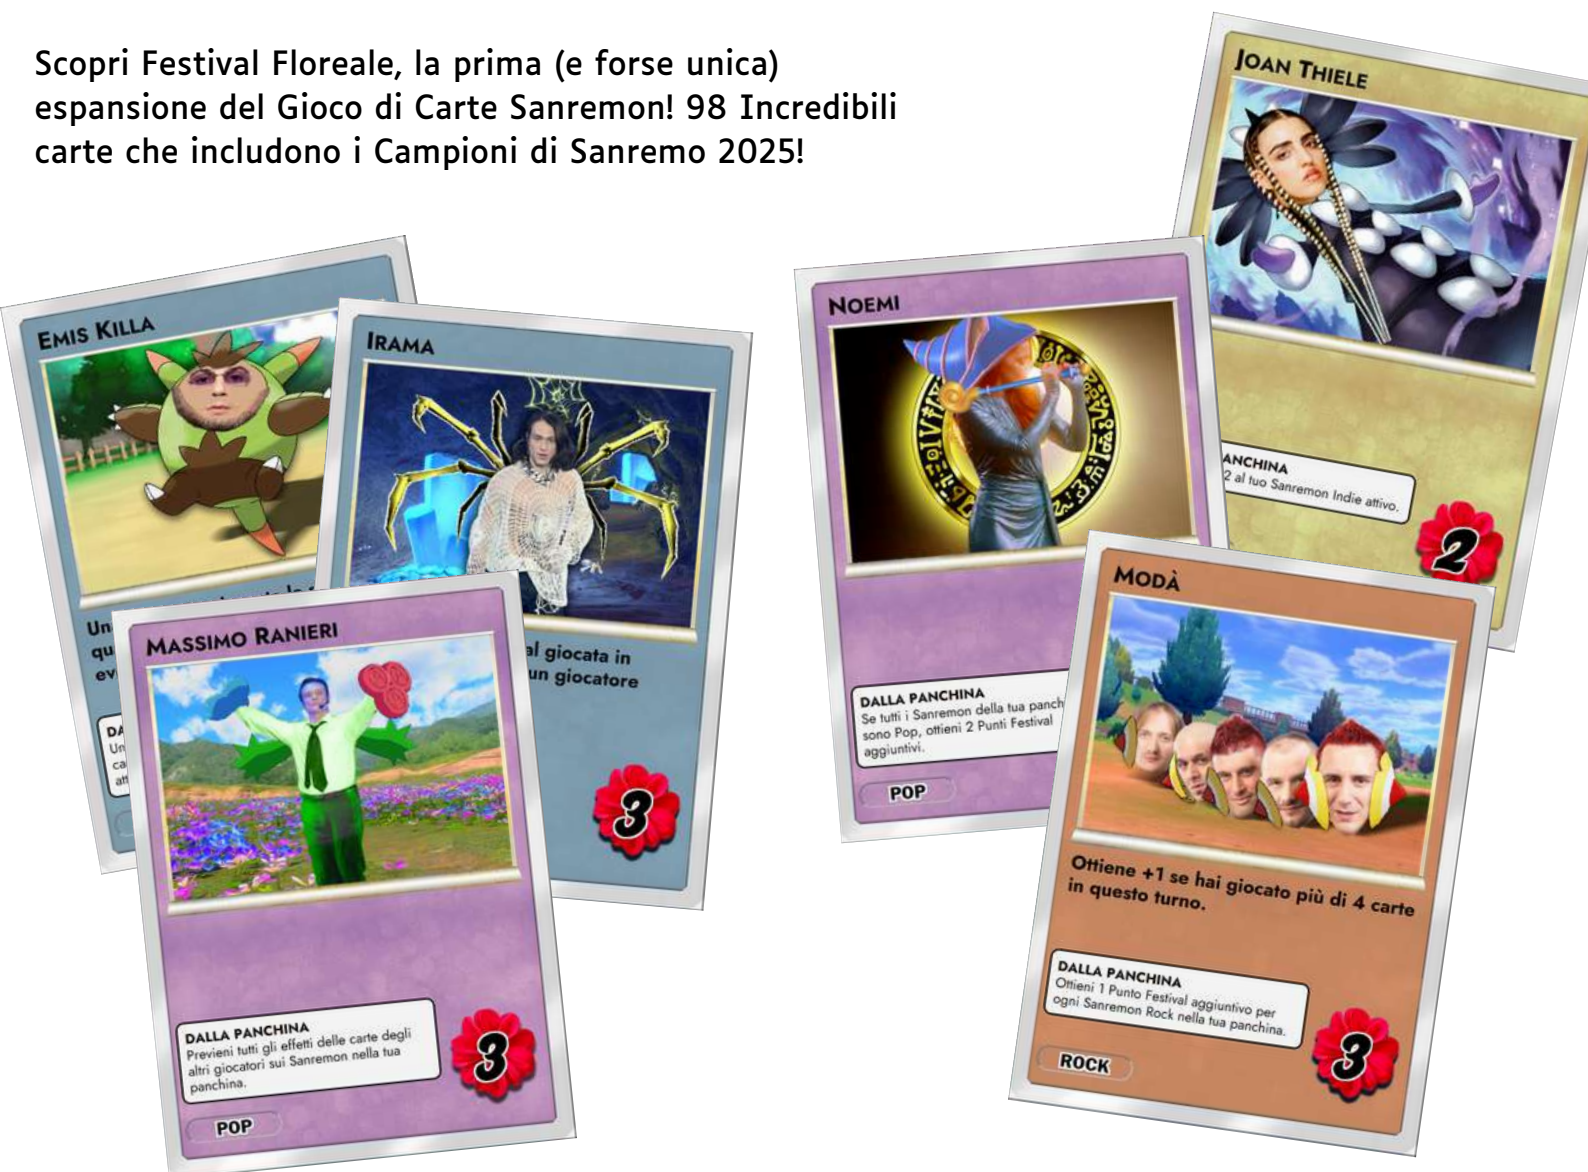 Scopri Festival Floreale, la prima (e forse unica)
espansione del Gioco di Carte Sanremon! 98 Incredibili
carte che includono i Campioni di Sanremo 2025!
JOAN THIELE
2 al tuo Sanremon Indie attivo.
2
EMIS KILLA
Un
qu
ev
Un
ca
IRAMA
al giocata in
un giocatore
3
MASSIMO RANIERI
DALLA PANCHINA
Previeni tutti gli effetti delle carte degli
altri giocatori sui Sanremon nella tua
panchina.
3
POP
NOEMI
DALLA PANCHINA
Se tutti i Sanremon della tua panch
sono Pop, ottieni 2 Punti Festival
aggiuntivi.
POP
MODÀ
Ottiene +1 se hai giocato più di 4 carte
in questo turno.
DALLA PANCHINA
Ottieni 1 Punto Festival aggiuntivo per
ogni Sanremon Rock nella tua panchina.
3
ROCK